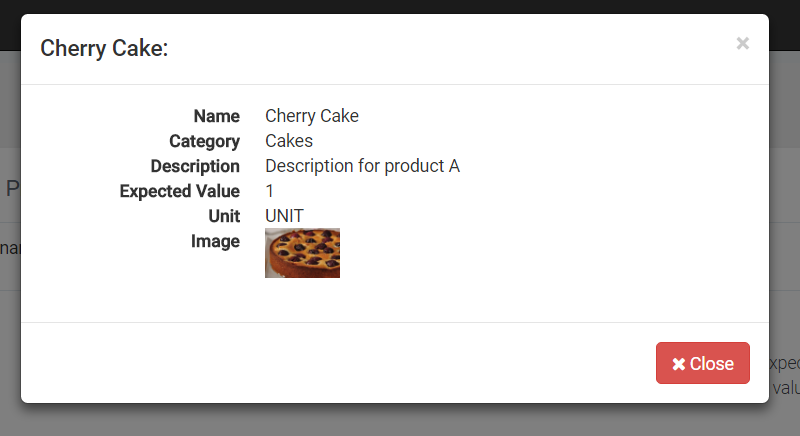 Cherry Cake:
×
Name Cherry Cake
Category Cakes
Description Description for product A
Expected Value 1
Unit UNIT
Image
Close
P